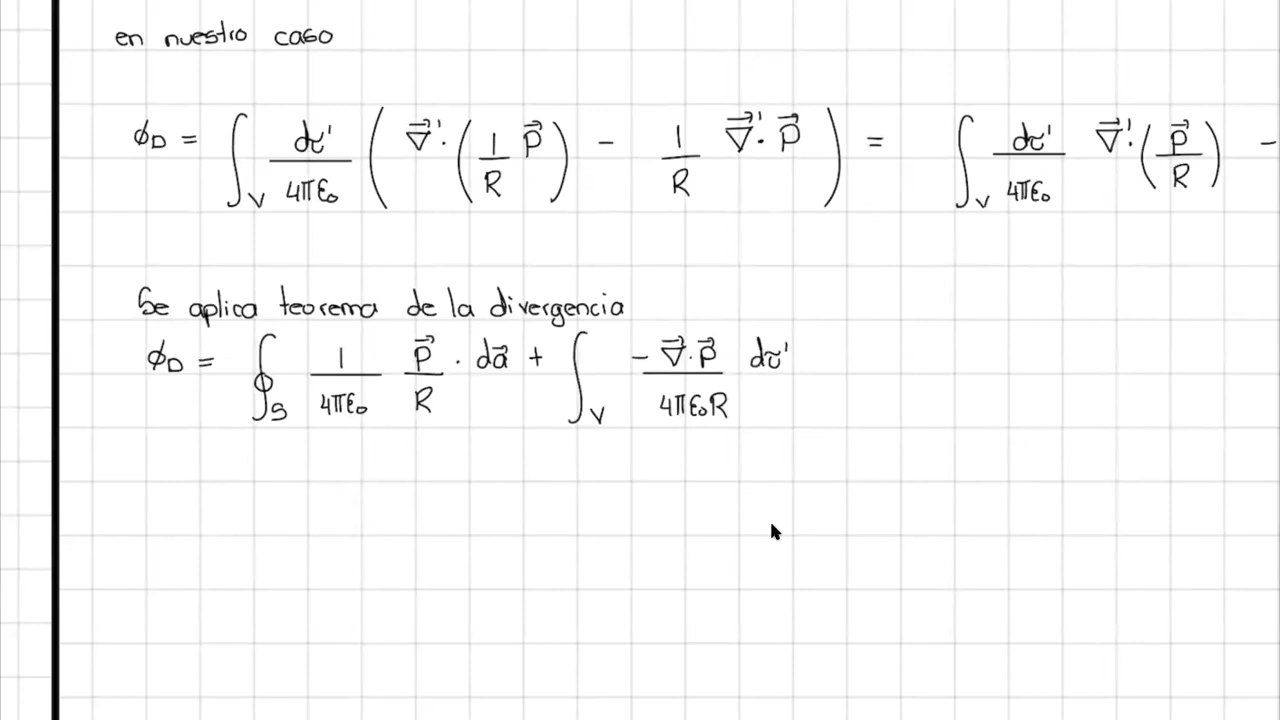 en nuestro caso
ϕ_D = ∫_V dτ'/4πε₀ ( ∇⃗'·( 1/R P⃗ ) − 1/R ∇⃗'·P⃗ ) = ∫_V dτ'/4πε₀ ∇⃗'·( P⃗/R ) −
Se aplica teorema de la divergencia
ϕ_D = ∮_S 1/4πε₀ P⃗/R · da⃗ + ∫_V −∇⃗·P⃗/4πε₀R dτ'